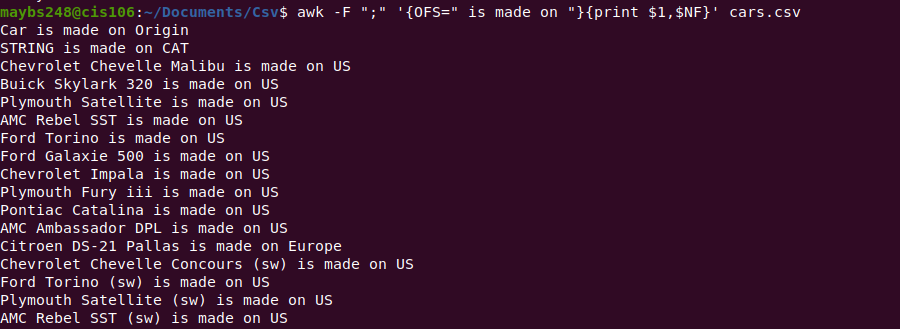 maybs248@cis106:~/Documents/Csv$ awk -F ";" '{OFS=" is made on "}{print $1,$NF}' cars.csv
Car is made on Origin
STRING is made on CAT
Chevrolet Chevelle Malibu is made on US
Buick Skylark 320 is made on US
Plymouth Satellite is made on US
AMC Rebel SST is made on US
Ford Torino is made on US
Ford Galaxie 500 is made on US
Chevrolet Impala is made on US
Plymouth Fury iii is made on US
Pontiac Catalina is made on US
AMC Ambassador DPL is made on US
Citroen DS-21 Pallas is made on Europe
Chevrolet Chevelle Concours (sw) is made on US
Ford Torino (sw) is made on US
Plymouth Satellite (sw) is made on US
AMC Rebel SST (sw) is made on US